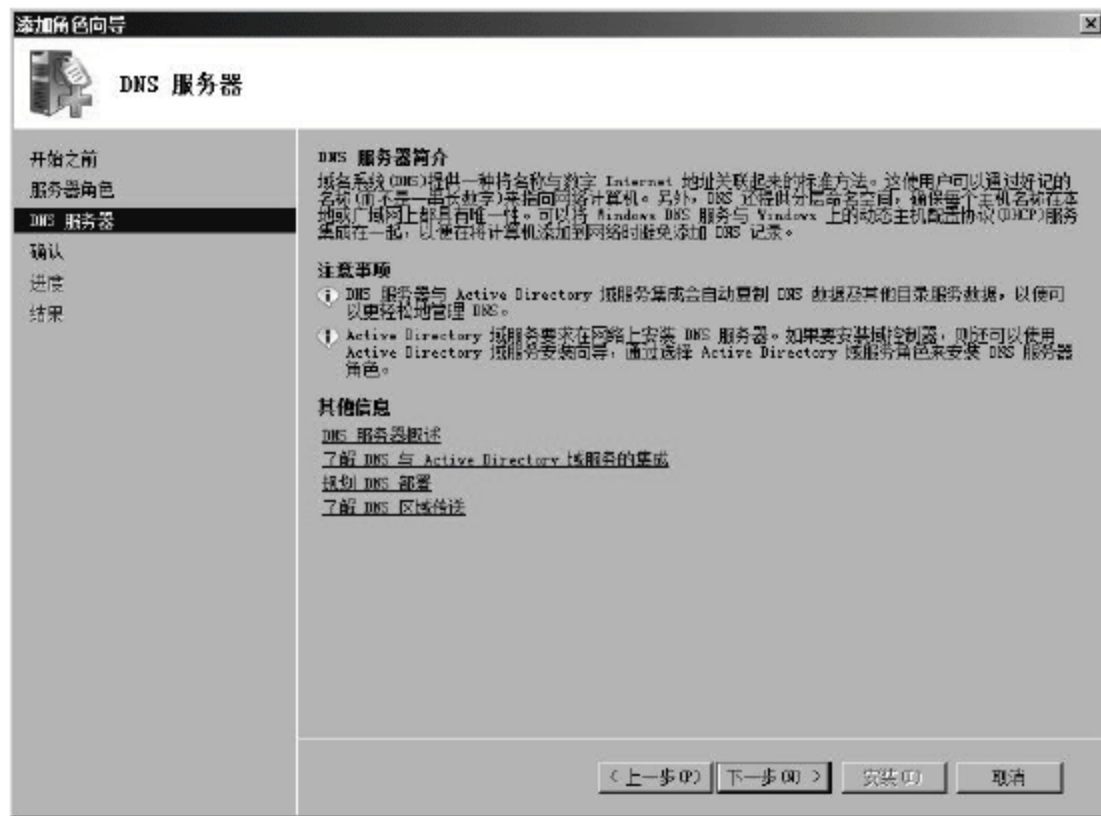 添加角色向导
DNS 服务器
开始之前
服务器角色
DNS 服务器
确认
进度
结果
DNS 服务器简介
域名系统(DNS)提供一种将名称与数字 Internet 地址关联起来的标准方法。这使用户可以通过好记的
名称(而不是一串长数字)来指向网络计算机。另外，DNS 还提供分层命名空间，确保每个主机名称在本
地或广域网上都具有唯一性。可以将 Windows DNS 服务与 Windows 上的动态主机配置协议(DHCP)服务
集成在一起，以便在将计算机添加到网络时避免添加 DNS 记录。
注意事项
DNS 服务器与 Active Directory 域服务集成会自动复制 DNS 数据及其他目录服务数据，以便可
以更轻松地管理 DNS。
Active Directory 域服务要求在网络上安装 DNS 服务器。如果要安装域控制器，则还可以使用
Active Directory 域服务安装向导，通过选择 Active Directory 域服务角色来安装 DNS 服务器
角色。
其他信息
DNS 服务器概述
了解 DNS 与 Active Directory 域服务的集成
规划 DNS 部署
了解 DNS 区域传送
< 上一步(P) 下一步(N) > 安装(I) 取消